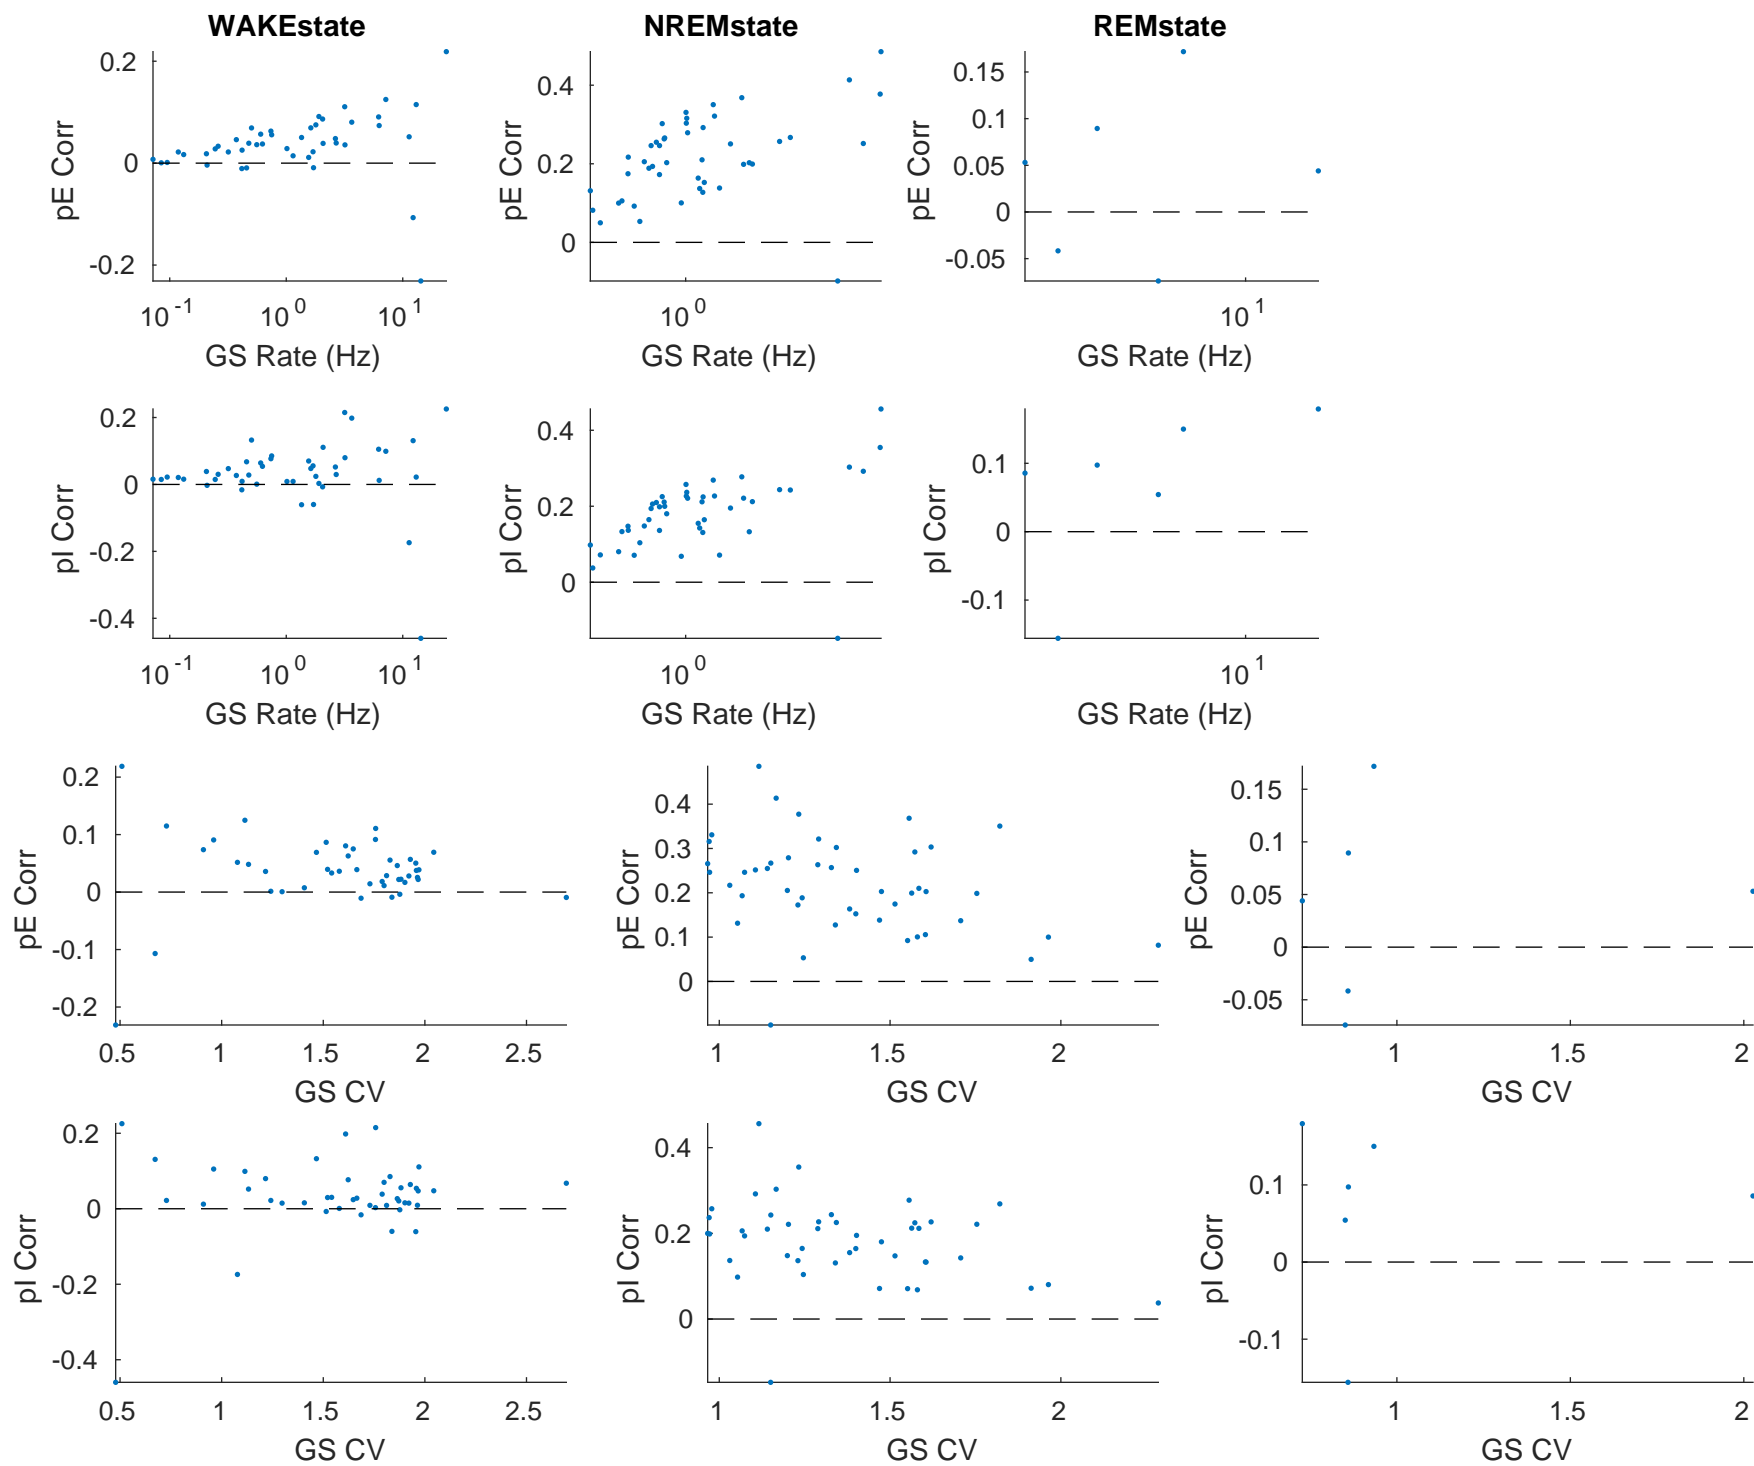 WAKEstate NREMstate REMstate
pE Corr
0.2
0
-0.2
10^-1 10^0 10^1
GS Rate (Hz)
pE Corr
0.4
0.2
0
10^0
GS Rate (Hz)
pE Corr
0.15
0.1
0.05
0
-0.05
10^1
GS Rate (Hz)
pI Corr
0.2
0
-0.2
-0.4
10^-1 10^0 10^1
GS Rate (Hz)
pI Corr
0.4
0.2
0
10^0
GS Rate (Hz)
pI Corr
0.1
0
-0.1
10^1
GS Rate (Hz)
pE Corr
0.2
0.1
0
-0.1
-0.2
0.5 1 1.5 2 2.5
GS CV
pE Corr
0.4
0.3
0.2
0.1
0
1 1.5 2
GS CV
pE Corr
0.15
0.1
0.05
0
-0.05
1 1.5 2
GS CV
pI Corr
0.2
0
-0.2
-0.4
0.5 1 1.5 2 2.5
GS CV
pI Corr
0.4
0.2
0
1 1.5 2
GS CV
pI Corr
0.1
0
-0.1
1 1.5 2
GS CV